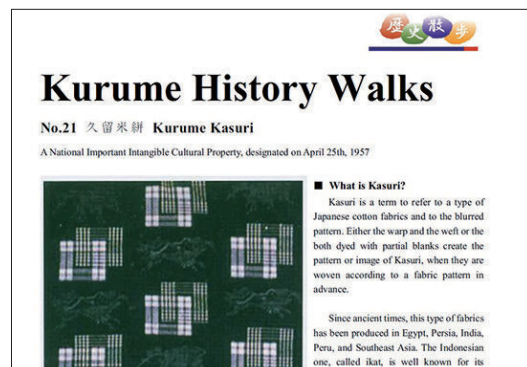 歴史散歩
Kurume History Walks
No.21 久留米絣 Kurume Kasuri
A National Important Intangible Cultural Property, designated on April 25th, 1957
■ What is Kasuri?
Kasuri is a term to refer to a type of
Japanese cotton fabrics and to the blurred
pattern. Either the warp and the weft or the
both dyed with partial blanks create the
pattern or image of Kasuri, when they are
woven according to a fabric pattern in
advance.
Since ancient times, this type of fabrics
has been produced in Egypt, Persia, India,
Peru, and Southeast Asia. The Indonesian
one, called ikat, is well known for its